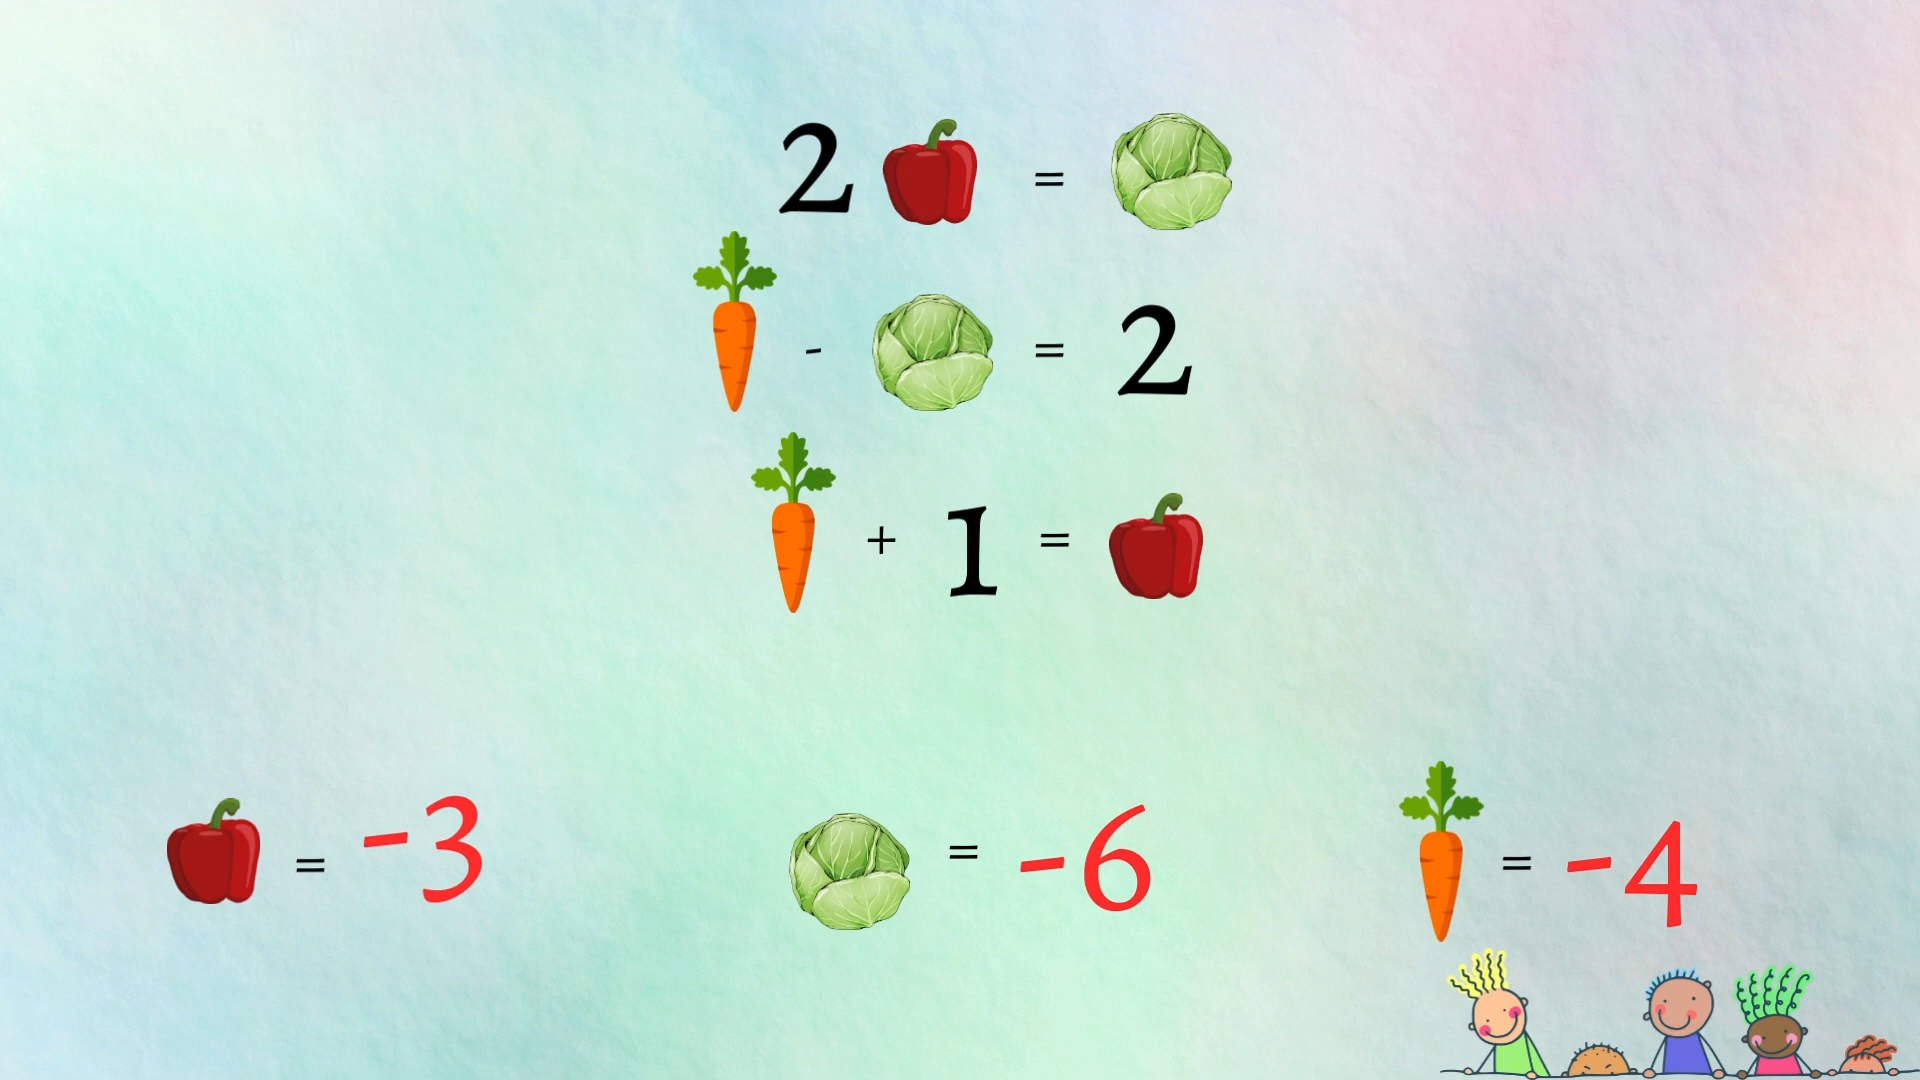 2 =
- = 2
+ 1 =
= -3
= -6
= -4